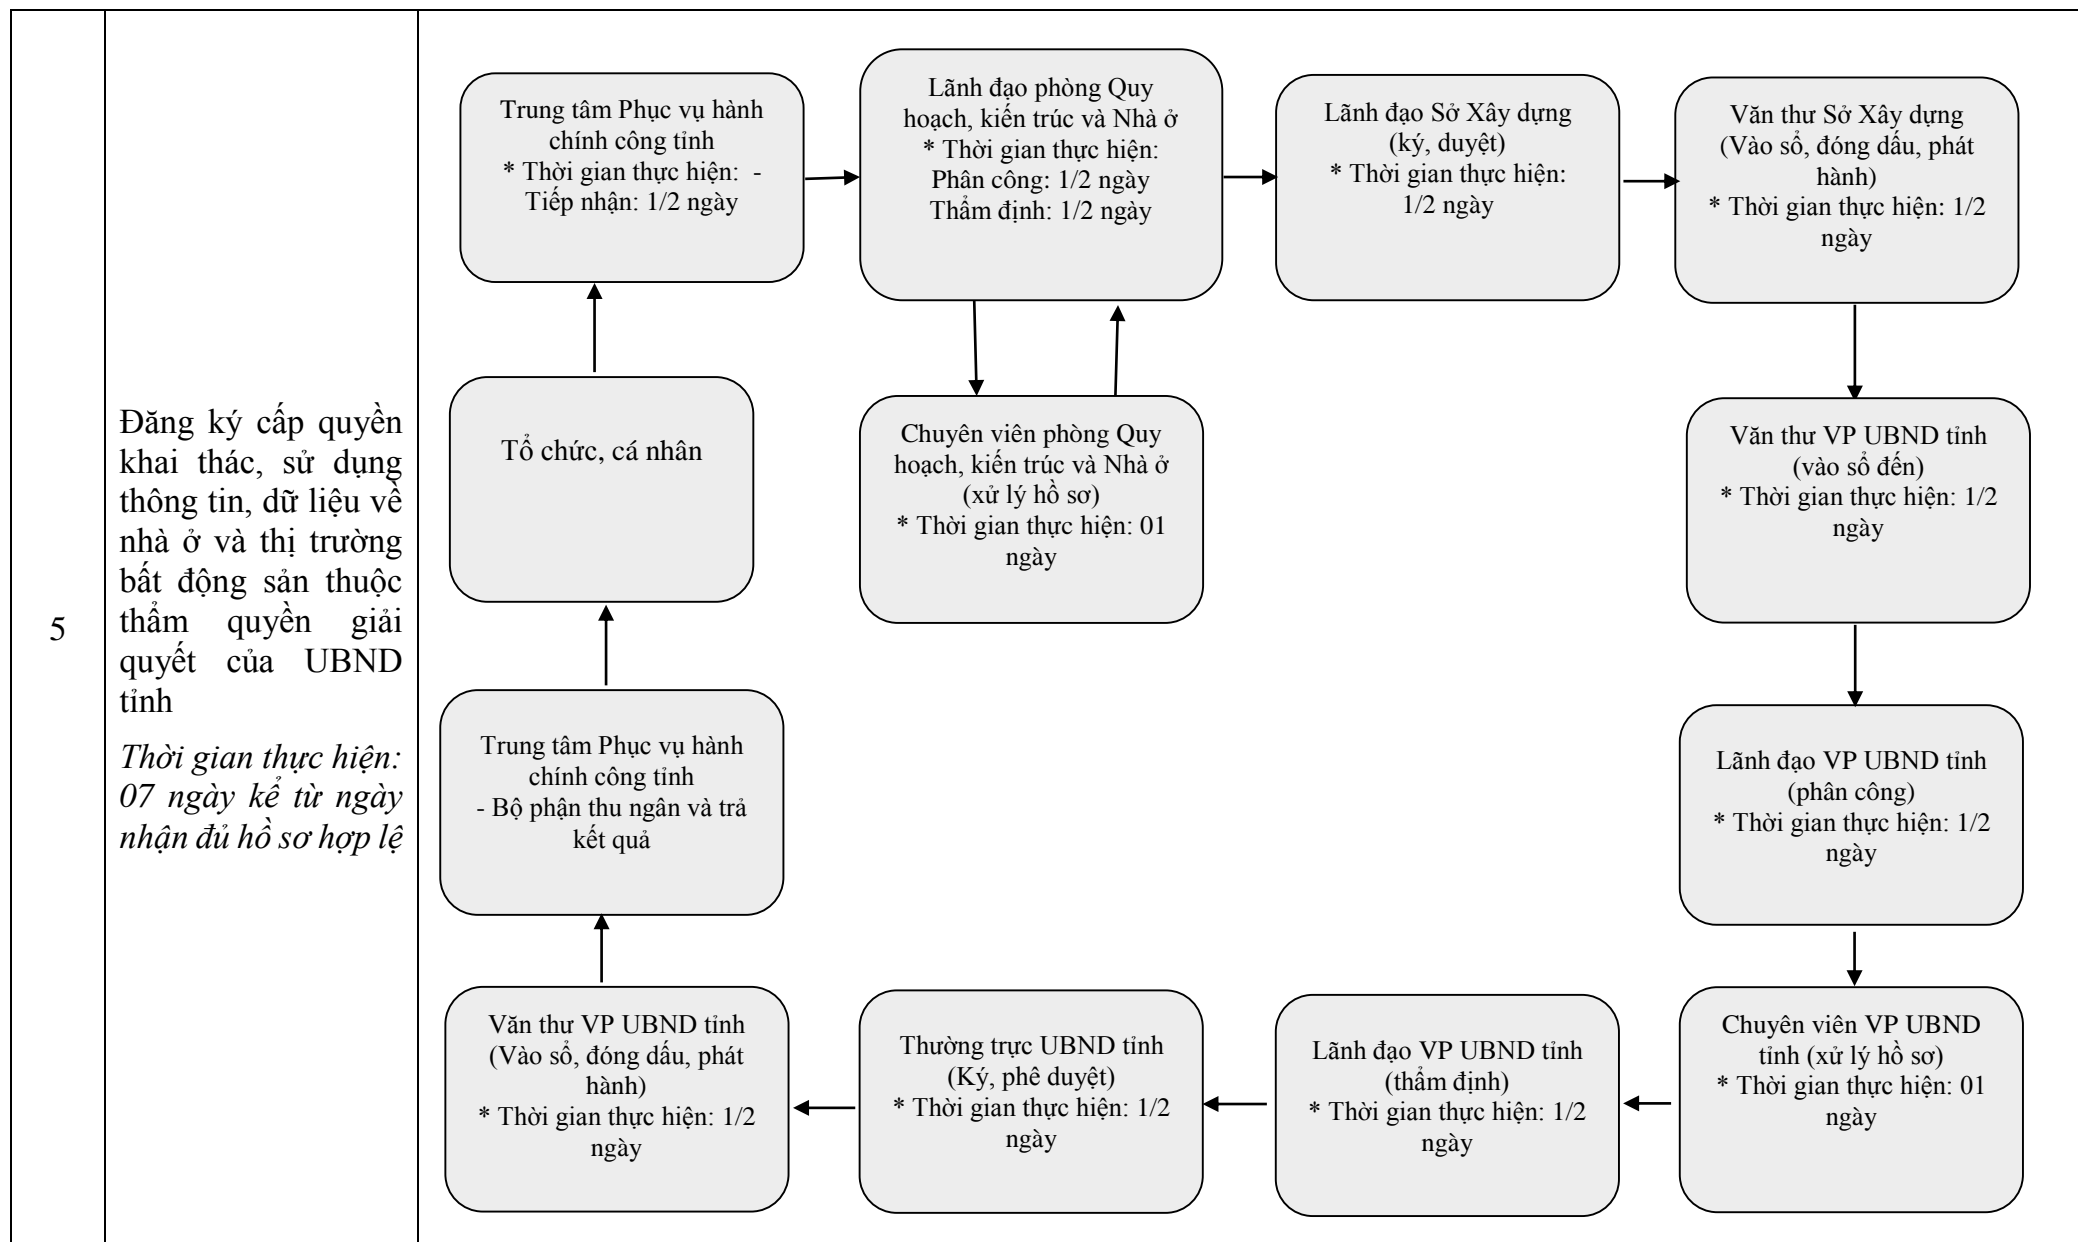 5
Đăng ký cấp quyền
khai thác, sử dụng
thông tin, dữ liệu về
nhà ở và thị trường
bất động sản thuộc
thẩm quyền giải
quyết của UBND
tỉnh
Thời gian thực hiện:
07 ngày kể từ ngày
nhận đủ hồ sơ hợp lệ
Trung tâm Phục vụ hành
chính công tỉnh
* Thời gian thực hiện: -
Tiếp nhận: 1/2 ngày
Lãnh đạo phòng Quy
hoạch, kiến trúc và Nhà ở
* Thời gian thực hiện:
Phân công: 1/2 ngày
Thẩm định: 1/2 ngày
Lãnh đạo Sở Xây dựng
(ký, duyệt)
* Thời gian thực hiện:
1/2 ngày
Văn thư Sở Xây dựng
(Vào sổ, đóng dấu, phát
hành)
* Thời gian thực hiện: 1/2
ngày
Tổ chức, cá nhân
Chuyên viên phòng Quy
hoạch, kiến trúc và Nhà ở
(xử lý hồ sơ)
* Thời gian thực hiện: 01
ngày
Văn thư VP UBND tỉnh
(vào sổ đến)
* Thời gian thực hiện: 1/2
ngày
Trung tâm Phục vụ hành
chính công tỉnh
- Bộ phận thu ngân và trả
kết quả
Lãnh đạo VP UBND tỉnh
(phân công)
* Thời gian thực hiện: 1/2
ngày
Văn thư VP UBND tỉnh
(Vào sổ, đóng dấu, phát
hành)
* Thời gian thực hiện: 1/2
ngày
Thường trực UBND tỉnh
(Ký, phê duyệt)
* Thời gian thực hiện: 1/2
ngày
Lãnh đạo VP UBND tỉnh
(thẩm định)
* Thời gian thực hiện: 1/2
ngày
Chuyên viên VP UBND
tỉnh (xử lý hồ sơ)
* Thời gian thực hiện: 01
ngày